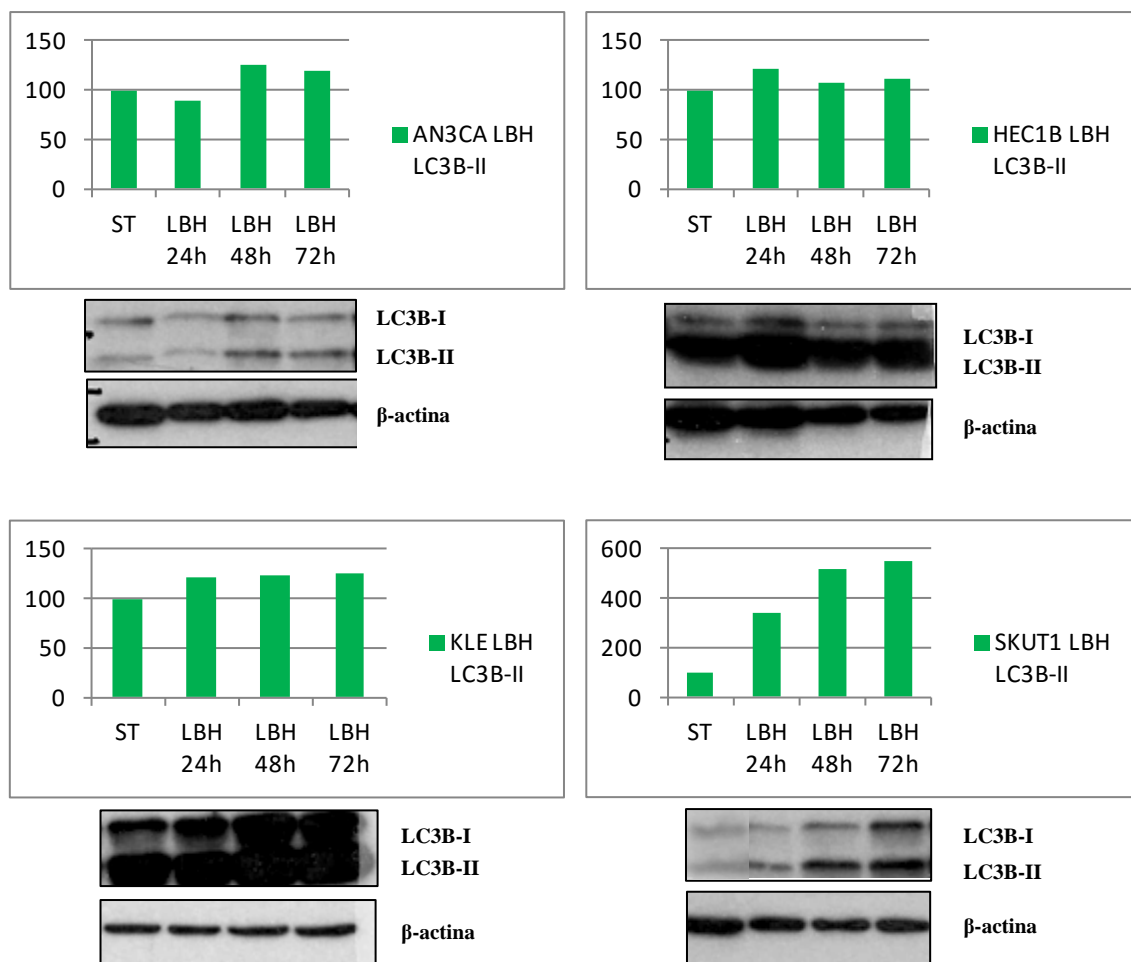 150
100
50
0
ST
LBH
24h
LBH
48h
LBH
72h
AN3CA LBH
LC3B-II
LC3B-I
LC3B-II
β-actina
150
100
50
0
ST
LBH
24h
LBH
48h
LBH
72h
HEC1B LBH
LC3B-II
LC3B-I
LC3B-II
β-actina
150
100
50
0
ST
LBH
24h
LBH
48h
LBH
72h
KLE LBH
LC3B-II
LC3B-I
LC3B-II
β-actina
600
400
200
0
ST
LBH
24h
LBH
48h
LBH
72h
SKUT1 LBH
LC3B-II
LC3B-I
LC3B-II
β-actina